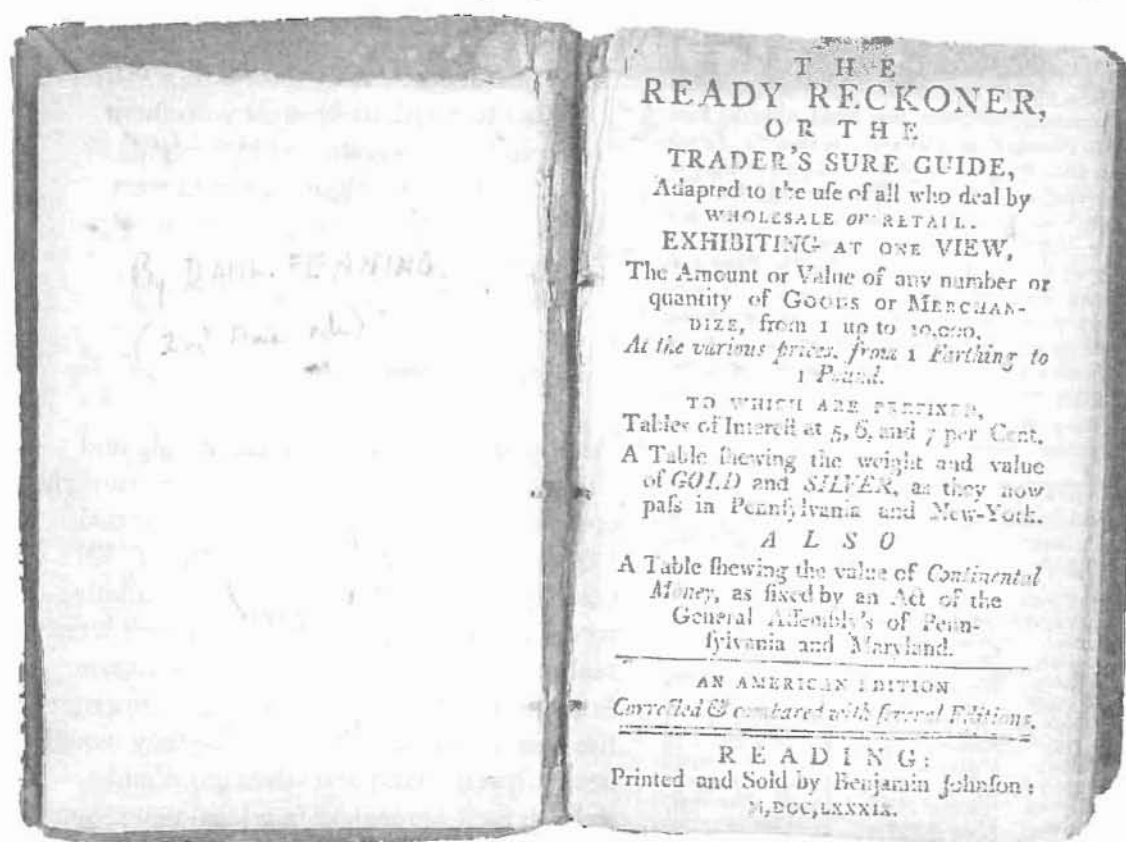 By DANL. FENNING.
THE
READY RECKONER,
OR THE
TRADER'S SURE GUIDE,
Adapted to the uſe of all who deal by
WHOLESALE or RETAIL.
EXHIBITING AT ONE VIEW,
The Amount or Value of any number or
quantity of GOODS or MERCHAN-
DIZE, from 1 up to 10,000.
At the various prices, from 1 Farthing to
1 Pound.
TO WHICH ARE PREFIXED,
Tables of Intereſt at 5, 6, and 7 per Cent.
A Table ſhewing the weight and value
of GOLD and SILVER, as they now
paſs in Pennſylvania and New-York.
ALSO
A Table ſhewing the value of Continental
Money, as fixed by an Act of the
General Aſſembly's of Penn-
ſylvania and Maryland.
AN AMERICAN EDITION
Corrected & compared with ſeveral Editions.
READING:
Printed and Sold by Benjamin Johnſon:
M,DCC,LXXXIX.